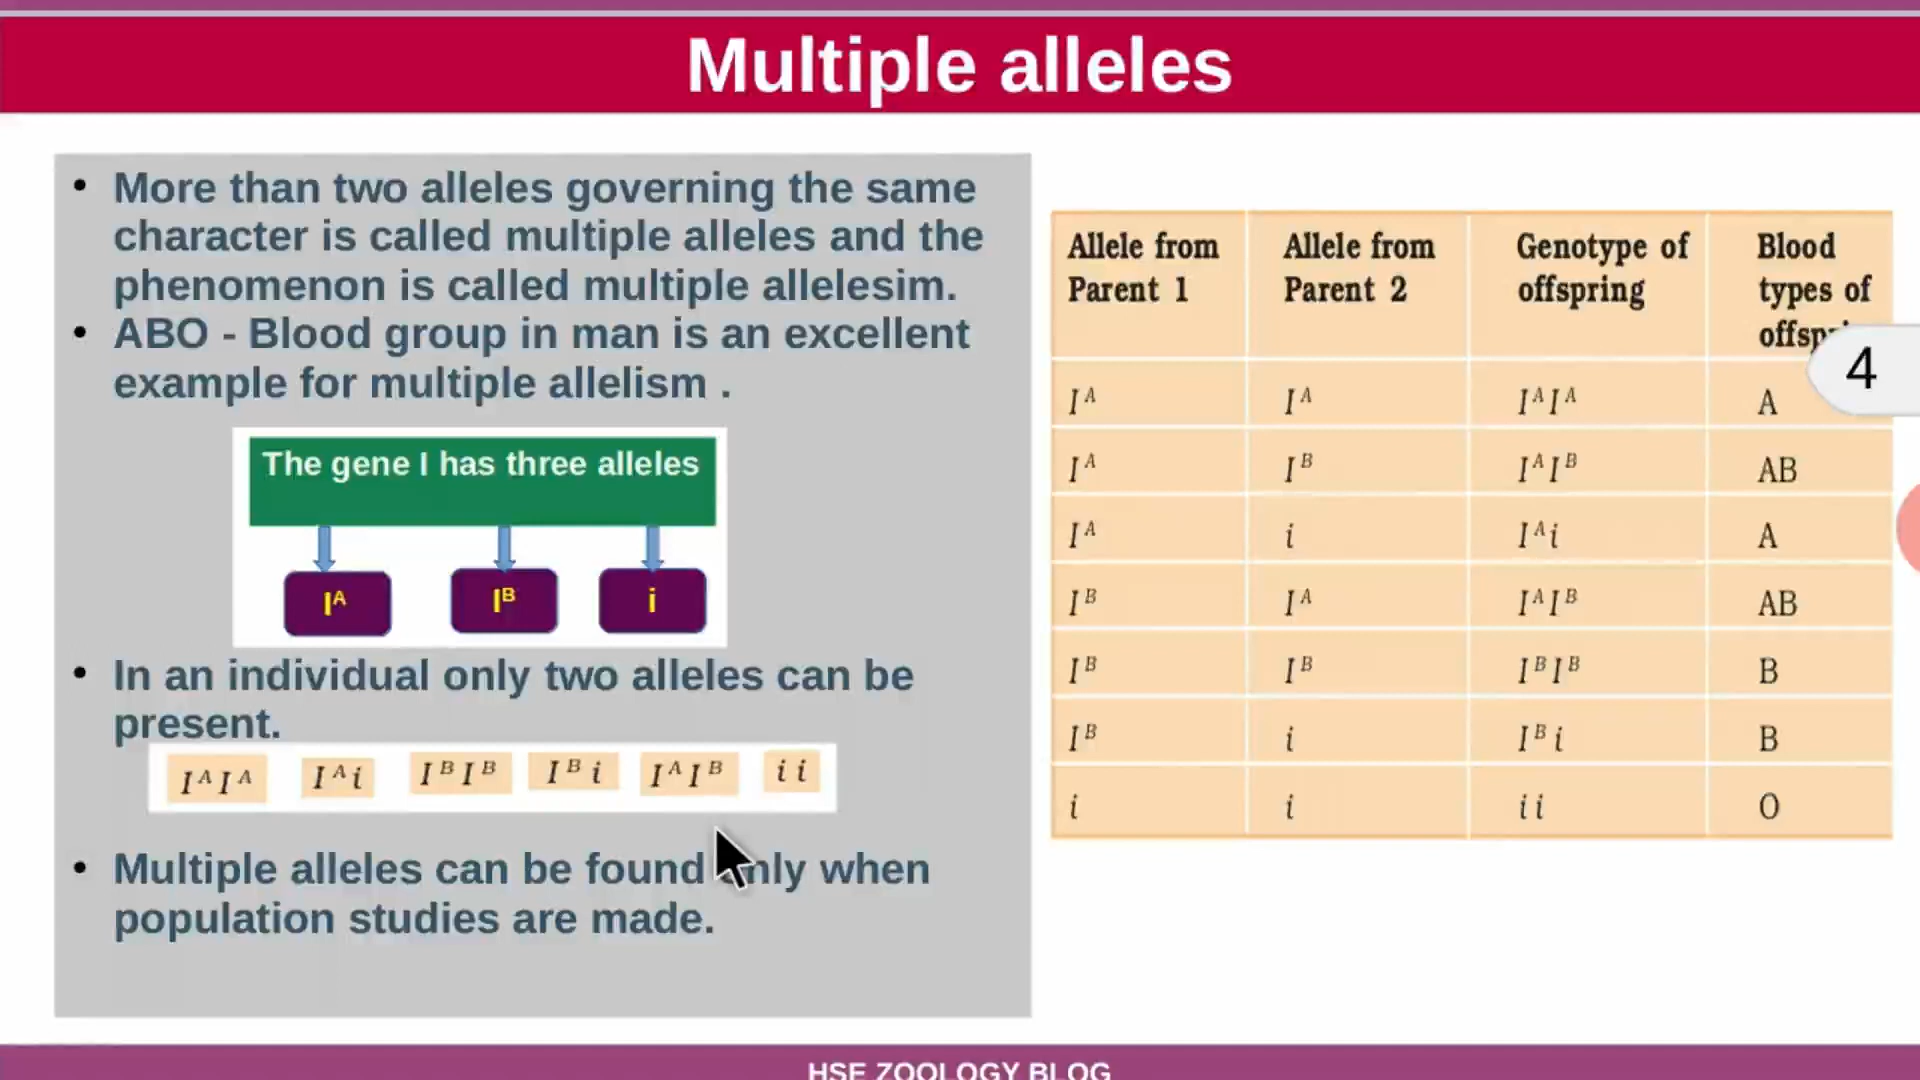 Multiple alleles
• More than two alleles governing the same
character is called multiple alleles and the
phenomenon is called multiple allelesim.
• ABO - Blood group in man is an excellent
example for multiple allelism .
The gene I has three alleles
Iᴬ Iᴮ i
• In an individual only two alleles can be
present.
IᴬIᴬ Iᴬi IᴮIᴮ Iᴮi IᴬIᴮ ii
• Multiple alleles can be found when
population studies are made.
Allele from Parent 1 | Allele from Parent 2 | Genotype of offspring | Blood types of
Iᴬ Iᴬ IᴬIᴬ A
Iᴬ Iᴮ IᴬIᴮ AB
Iᴬ i Iᴬi A
Iᴮ Iᴬ IᴬIᴮ AB
Iᴮ Iᴮ IᴮIᴮ B
Iᴮ i Iᴮi B
i i ii O
4
HSE ZOOLOGY BLOG